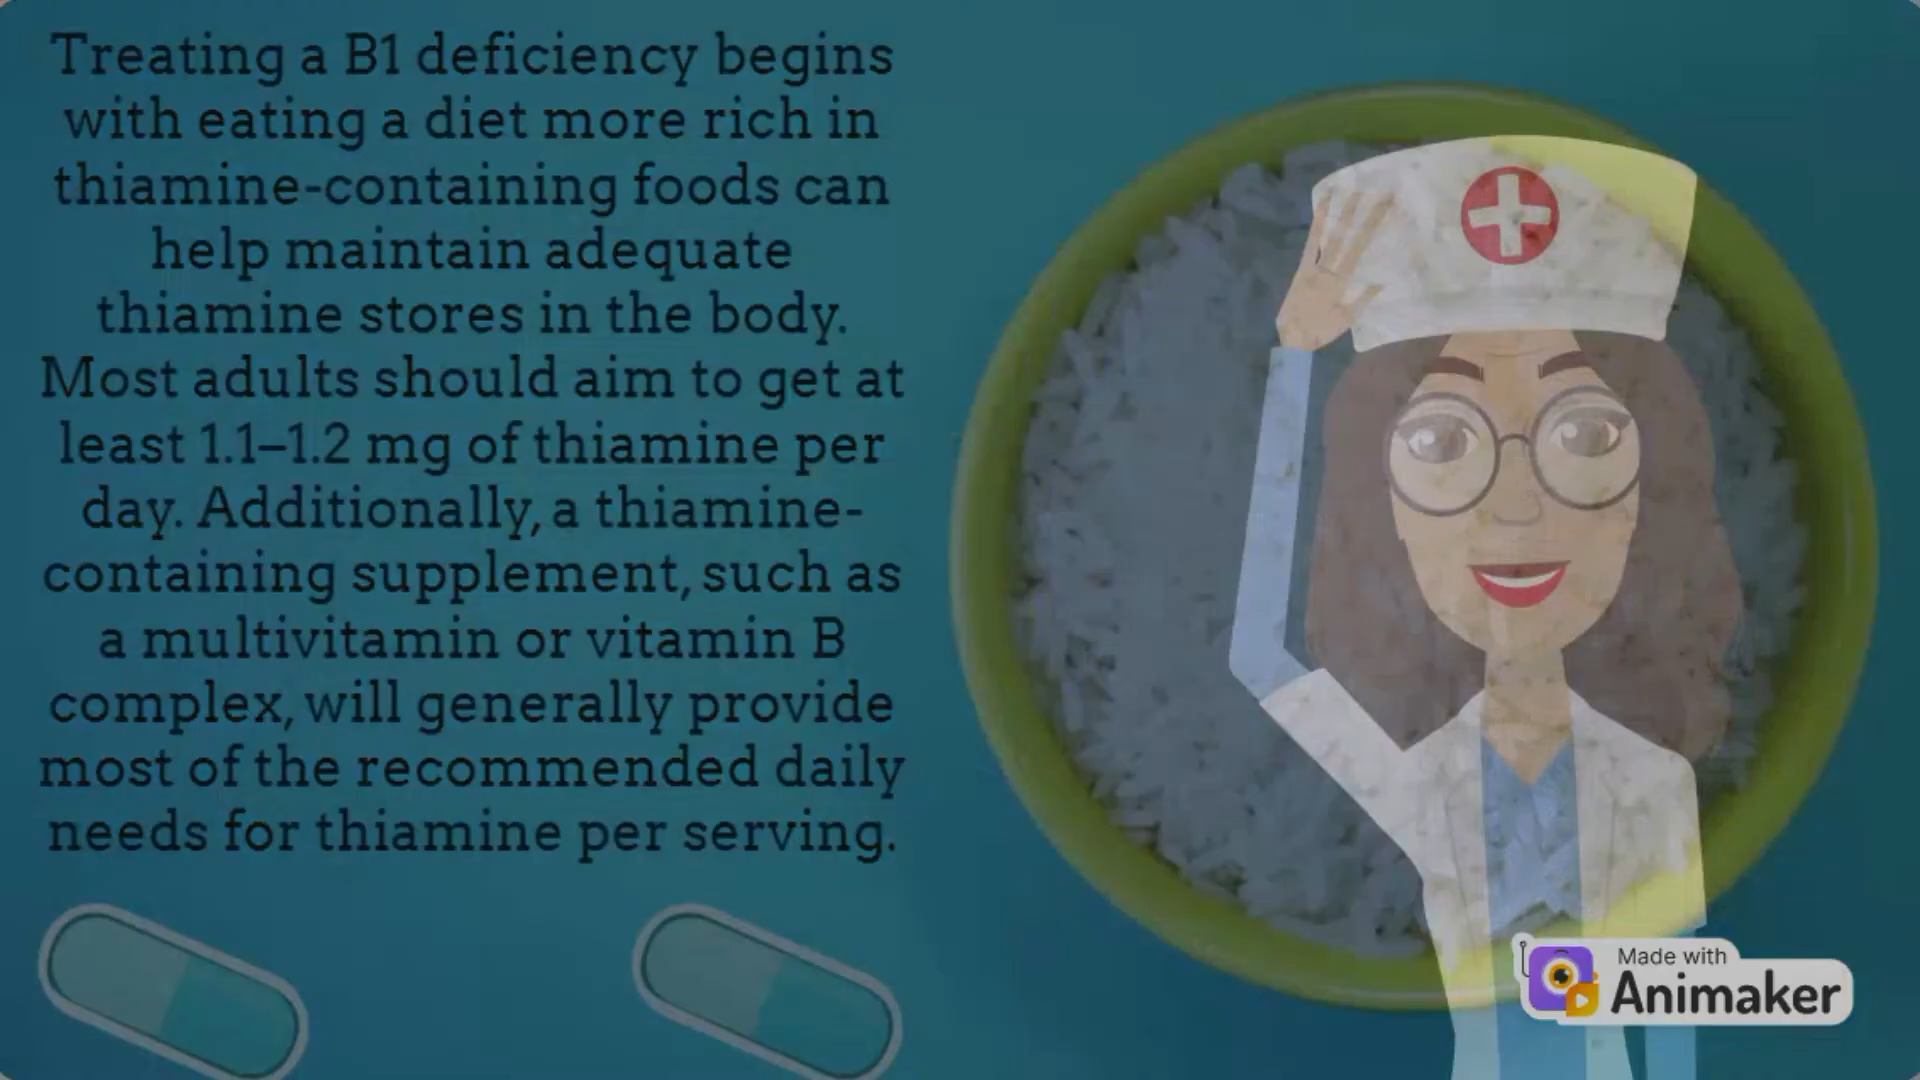 Treating a B1 deficiency begins
with eating a diet more rich in
thiamine-containing foods can
help maintain adequate
thiamine stores in the body.
Most adults should aim to get at
least 1.1–1.2 mg of thiamine per
day. Additionally, a thiamine-
containing supplement, such as
a multivitamin or vitamin B
complex, will generally provide
most of the recommended daily
needs for thiamine per serving.
Made with
Animaker